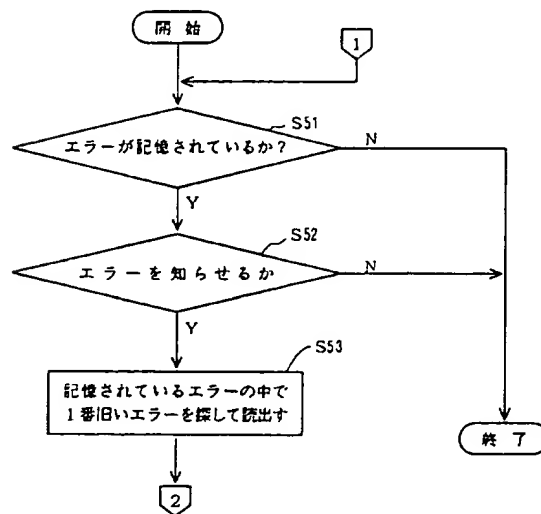 開始
1
S51
エラーが記憶されているか?
N
Y
S52
エラーを知らせるか
N
Y
S53
記憶されているエラーの中で
1番旧いエラーを探して読出す
終了
2